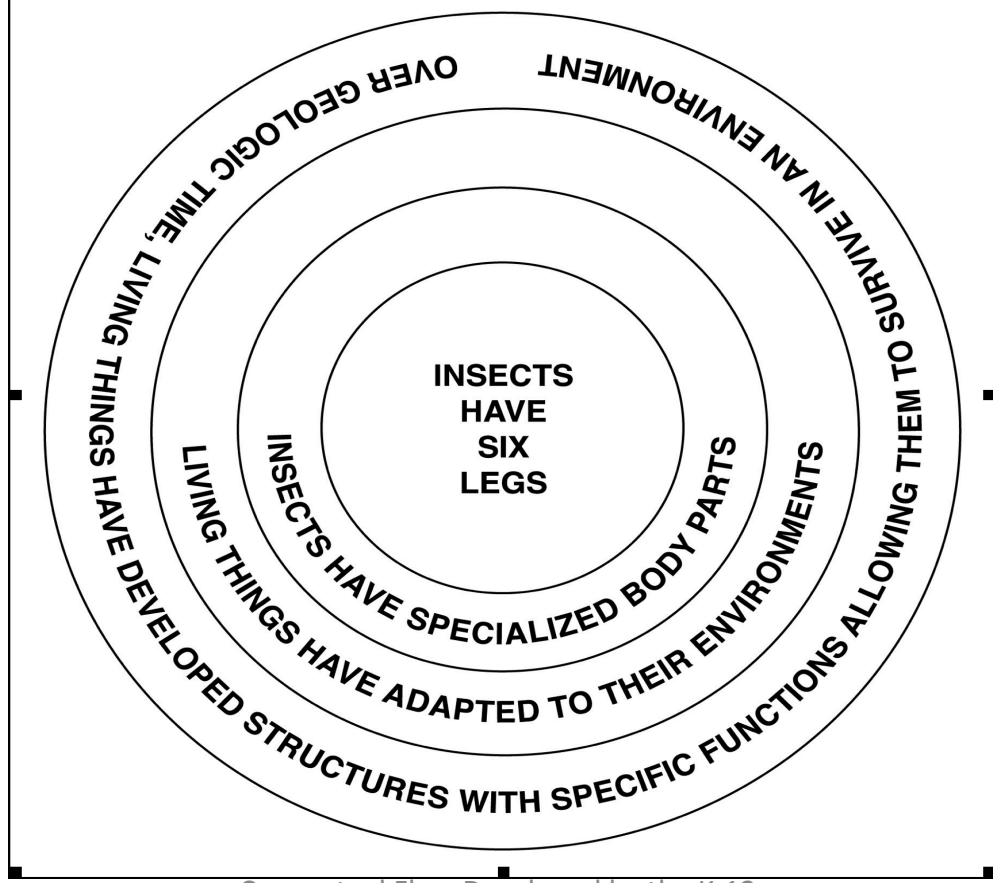 INSECTS
HAVE
SIX
LEGS
INSECTS HAVE SPECIALIZED BODY PARTS
LIVING THINGS HAVE ADAPTED TO THEIR ENVIRONMENTS
OVER GEOLOGIC TIME, LIVING THINGS HAVE DEVELOPED STRUCTURES WITH SPECIFIC FUNCTIONS ALLOWING THEM TO SURVIVE IN AN ENVIRONMENT